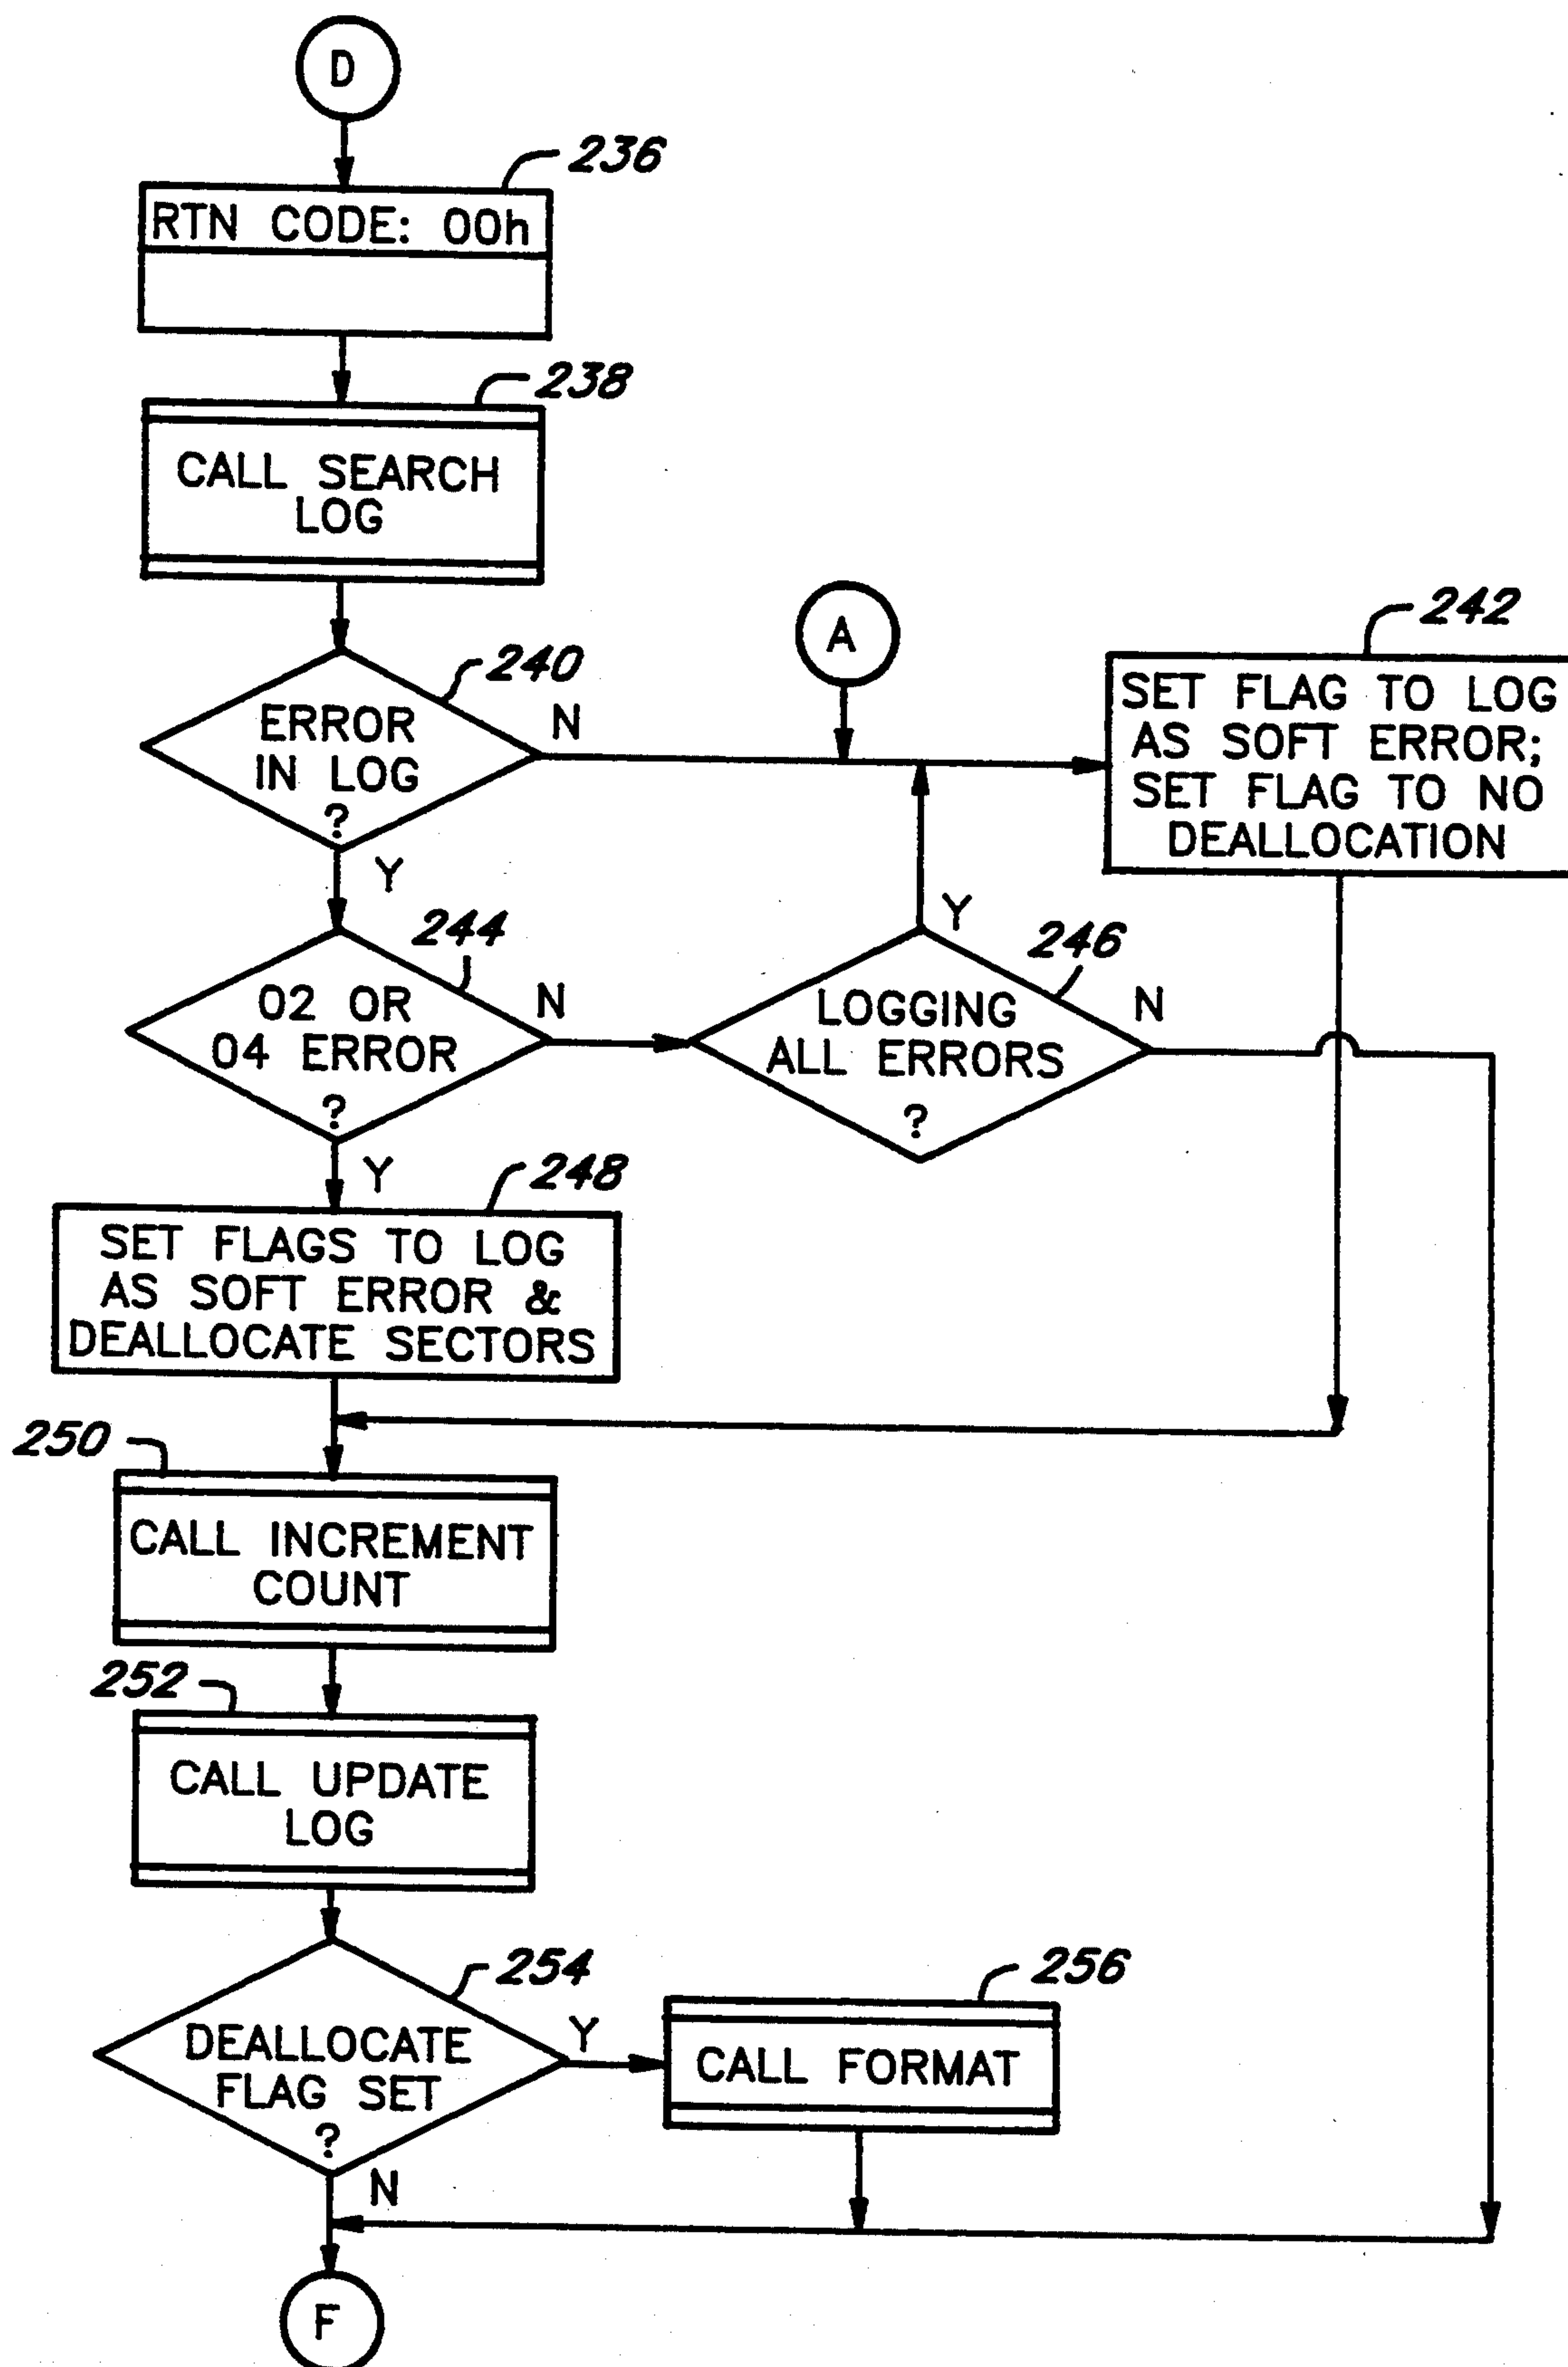 D
236
RTN CODE: 00h
238
CALL SEARCH
LOG
240
ERROR
IN LOG
?
N
Y
A
242
SET FLAG TO LOG
AS SOFT ERROR;
SET FLAG TO NO
DEALLOCATION
244
02 OR
04 ERROR
?
N
Y
246
LOGGING
ALL ERRORS
?
Y
N
248
SET FLAGS TO LOG
AS SOFT ERROR &
DEALLOCATE SECTORS
250
CALL INCREMENT
COUNT
252
CALL UPDATE
LOG
254
DEALLOCATE
FLAG SET
?
Y
N
256
CALL FORMAT
F